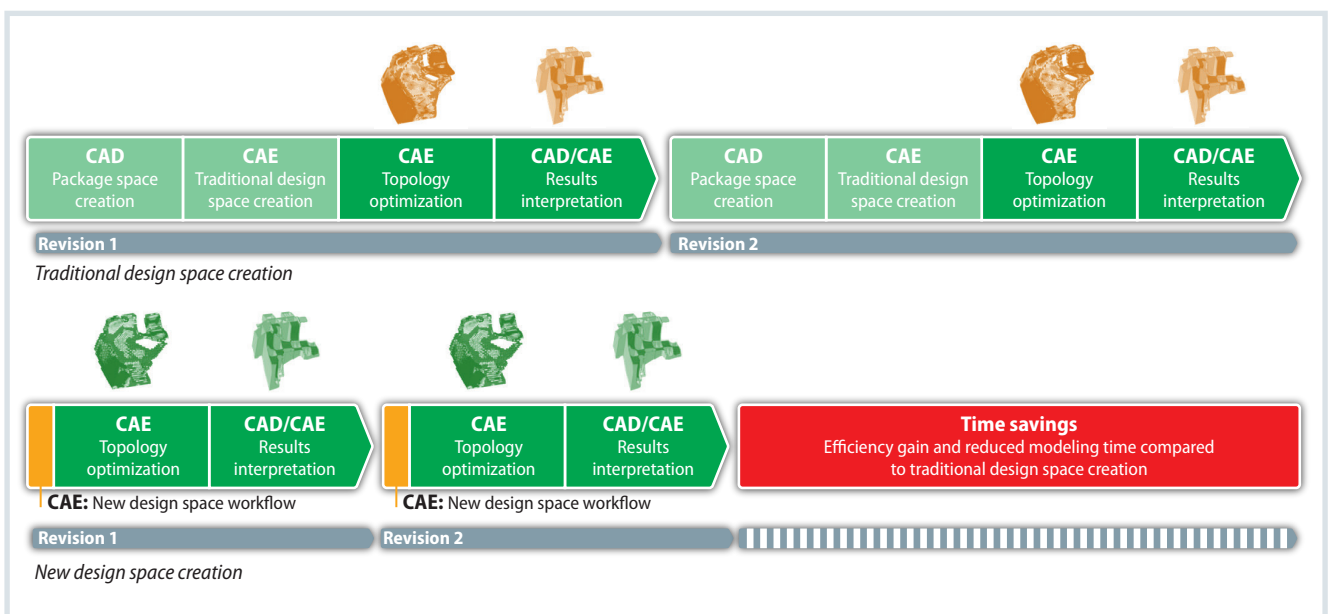 CAD
Package space
creation
CAE
Traditional design
space creation
CAE
Topology
optimization
CAD/CAE
Results
interpretation
CAD
Package space
creation
CAE
Traditional design
space creation
CAE
Topology
optimization
CAD/CAE
Results
interpretation
Revision 1
Revision 2
Traditional design space creation
CAE
Topology
optimization
CAD/CAE
Results
interpretation
CAE
Topology
optimization
CAD/CAE
Results
interpretation
Time savings
Efficiency gain and reduced modeling time compared
to traditional design space creation
CAE: New design space workflow
CAE: New design space workflow
Revision 1
Revision 2
New design space creation